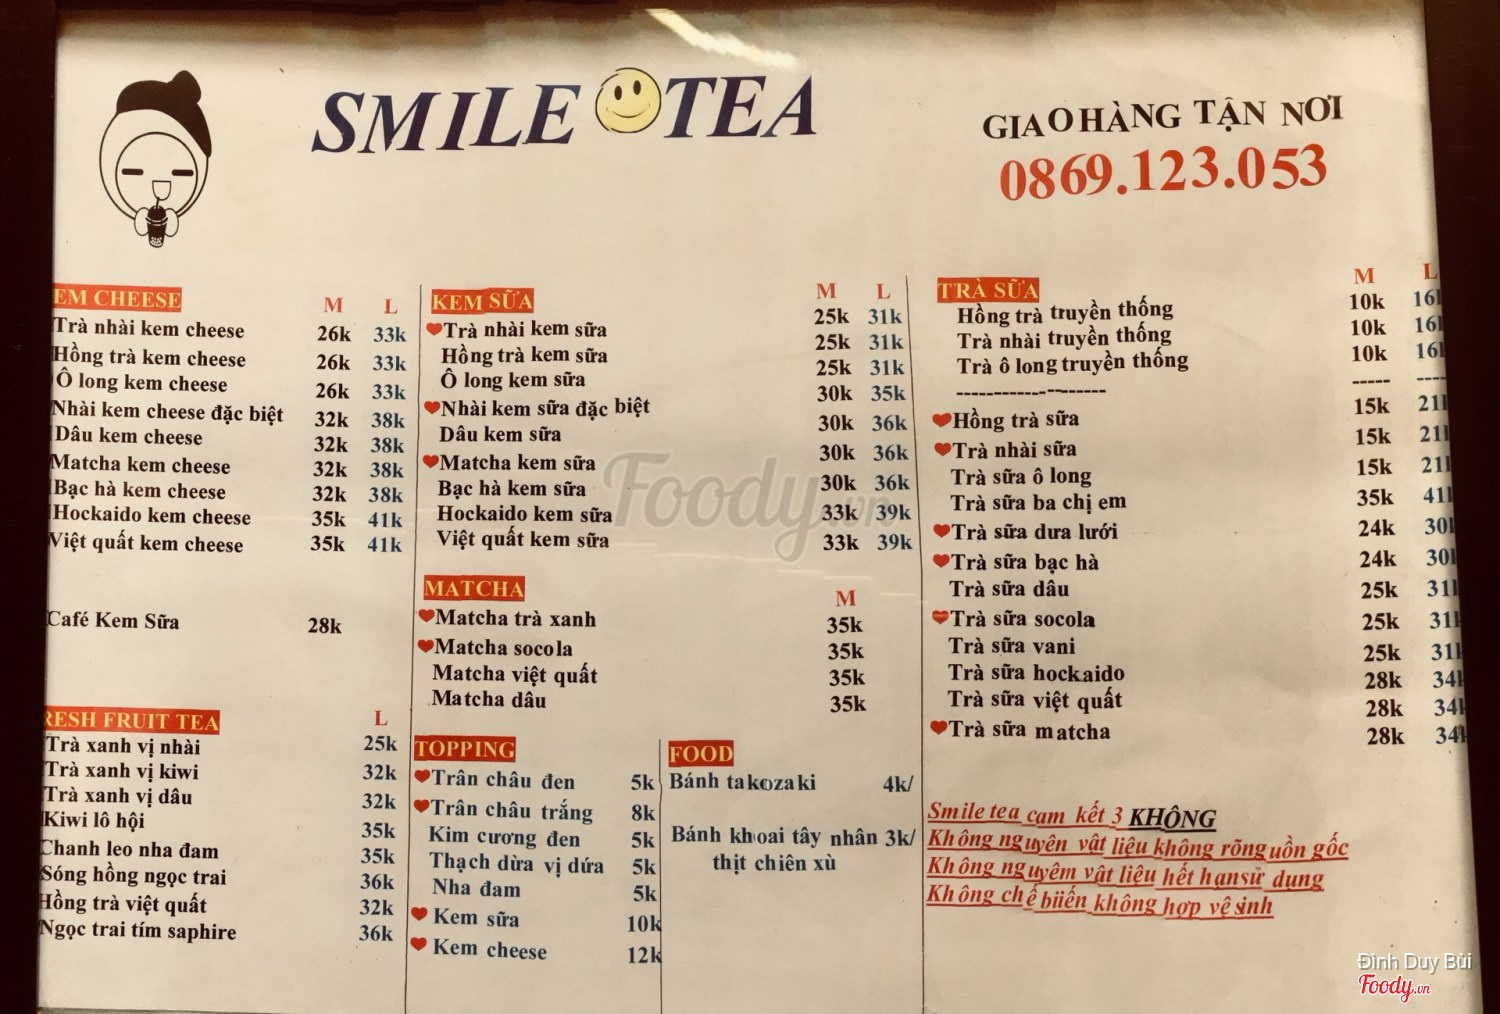 SMILE TEA
GIAO HÀNG TẬN NƠI
0869.123.053
EM CHEESE M L
Trà nhài kem cheese 26k 33k
Hồng trà kem cheese 26k 33k
Ô long kem cheese 26k 33k
Nhài kem cheese đặc biệt 32k 38k
Dâu kem cheese 32k 38k
Matcha kem cheese 32k 38k
Bạc hà kem cheese 32k 38k
Hockaido kem cheese 35k 41k
Việt quất kem cheese 35k 41k
Café Kem Sữa 28k
RESH FRUIT TEA L
Trà xanh vị nhài 25k
Trà xanh vị kiwi 32k
Trà xanh vị dâu 32k
Kiwi lô hội 35k
Chanh leo nha đam 35k
Sóng hồng ngọc trai 36k
Hồng trà việt quất 32k
Ngọc trai tím saphire 36k
KEM SỮA M L
Trà nhài kem sữa 25k 31k
Hồng trà kem sữa 25k 31k
Ô long kem sữa 25k 31k
Nhài kem sữa đặc biệt 30k 35k
Dâu kem sữa 30k 36k
Matcha kem sữa 30k 36k
Bạc hà kem sữa 30k 36k
Hockaido kem sữa 33k 39k
Việt quất kem sữa 33k 39k
MATCHA M
Matcha trà xanh 35k
Matcha socola 35k
Matcha việt quất 35k
Matcha dâu 35k
TOPPING
Trân châu đen 5k
Trân châu trắng 8k
Kim cương đen 5k
Thạch dừa vị dứa 5k
Nha đam 5k
Kem sữa 10k
Kem cheese 12k
FOOD
Bánh takozaki 4k/
Bánh khoai tây nhân 3k/
thịt chiên xù
TRÀ SỮA M L
Hồng trà truyền thống 10k 16k
Trà nhài truyền thống 10k 16k
Trà ô long truyền thống 10k 16k
-------------------- ----- ----
Hồng trà sữa 15k 21k
Trà nhài sữa 15k 21k
Trà sữa ô long 15k 21k
Trà sữa ba chị em 35k 41k
Trà sữa dưa lưới 24k 30k
Trà sữa bạc hà 24k 30k
Trà sữa dâu 25k 31k
Trà sữa socola 25k 31k
Trà sữa vani 25k 31k
Trà sữa hockaido 28k 34k
Trà sữa việt quất 28k 34k
Trà sữa matcha 28k 34k
Smile tea cam kết 3 KHÔNG
Không nguyên vật liệu không rõ nguồn gốc
Không nguyêm vật liệu hết hạn sử dụng
Không chế biiến không hợp vệ sinh
Foody.vn
Đình Duy Bùi
Foody.vn